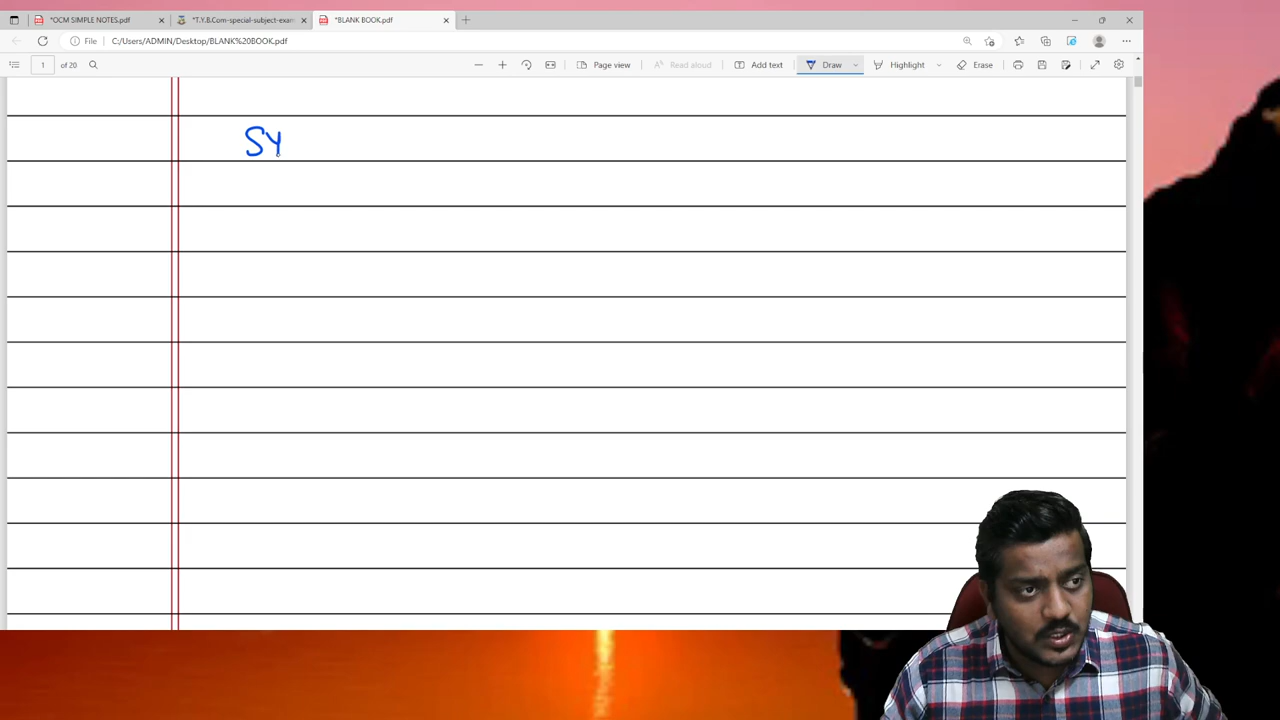 *OCM SIMPLE NOTES.pdf
*T.Y.B.Com-special-subject-exam
*BLANK BOOK.pdf
File C:/Users/ADMIN/Desktop/BLANK%20BOOK.pdf
1 of 20 Page view Read aloud Add text Draw Highlight Erase
SY